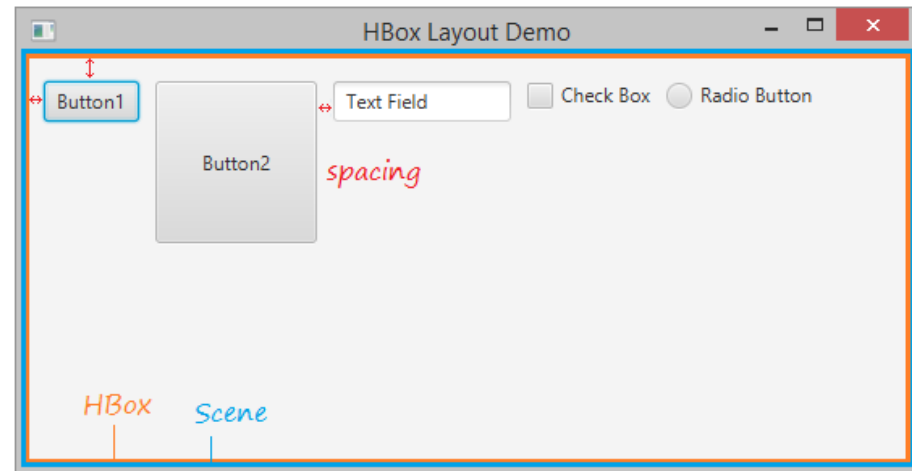 HBox Layout Demo
Button1
Button2
Text Field
Check Box
Radio Button
spacing
HBox
Scene